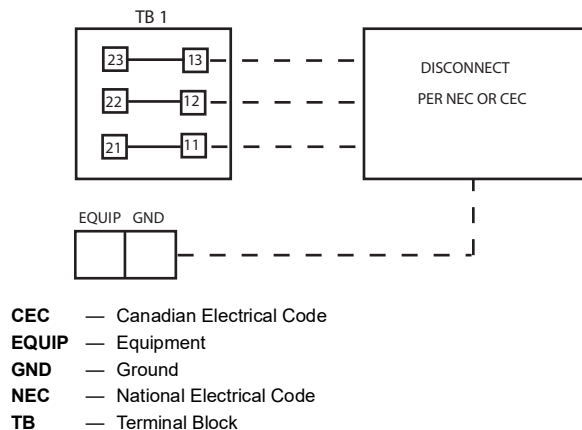 TB 1
23 13
22 12
21 11
DISCONNECT
PER NEC OR CEC
EQUIP GND
CEC — Canadian Electrical Code
EQUIP — Equipment
GND — Ground
NEC — National Electrical Code
TB — Terminal Block